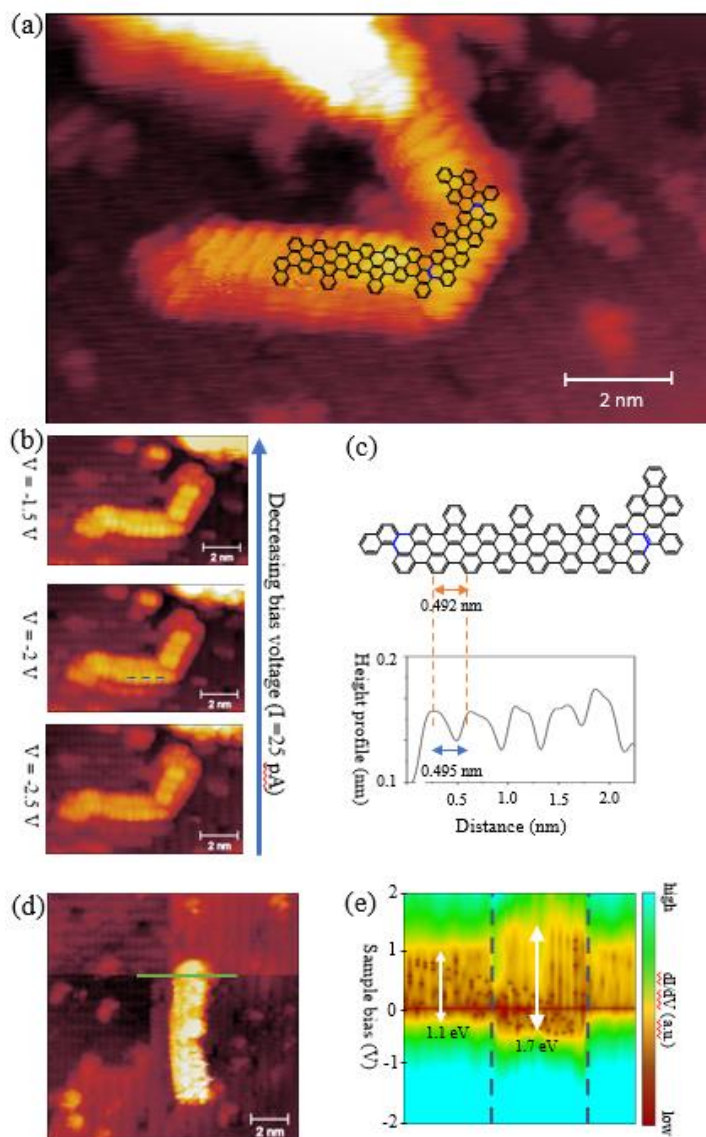 (a)
2 nm
(b)
V = -1.5 V
2 nm
V = -2 V
2 nm
V = -2.5 V
2 nm
Decreasing bias voltage (I =25 pA)
(c)
0.492 nm
Height profile (nm)
0.2
0.1
0.495 nm
0.5
1.0
1.5
2.0
Distance (nm)
(d)
2 nm
(e)
Sample bias (V)
2
1
0
-1
-2
1.1 eV
1.7 eV
high
dI/dV (a.u.)
low